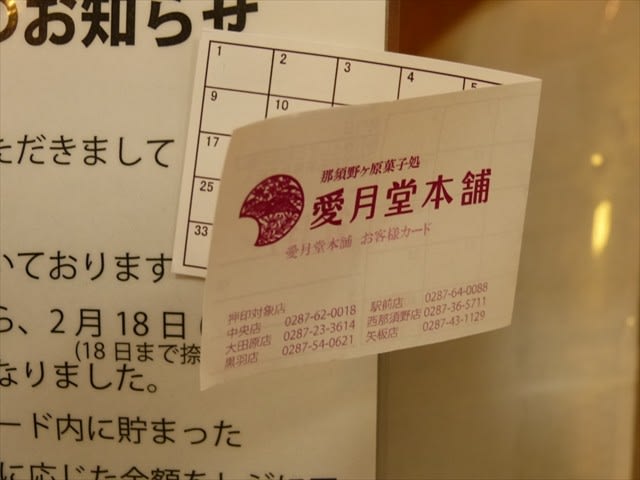 のお知らせ
ただきまして
いております
ら、2月18日(
(18日まで捺
なりました。
ード内に貯まった
に応じた金額をレジにて
1 2 3 4 5
9 10
17
25
33
那須野ヶ原菓子処
愛月堂本舗
愛月堂本舗 お客様カード
押印対象店
中央店 0287-62-0018
大田原店 0287-23-3614
黒羽店 0287-54-0621
駅前店 0287-64-0088
西那須野店 0287-36-5711
矢板店 0287-43-1129